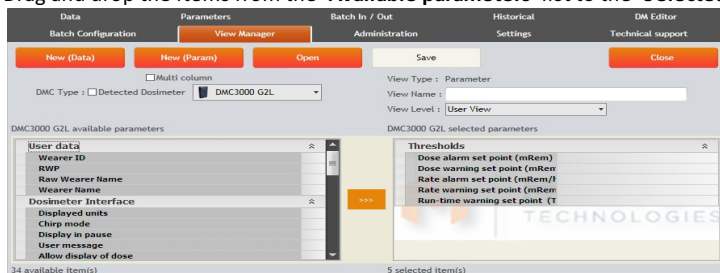 Drag and drop the items from the 'Available parameters' list to the 'Selected
Data Parameters Batch In / Out Historical DM Editor
Batch Configuration View Manager Administration Settings Technical support
New (Data) New (Param) Open Save Close
Multi column View Type : Parameter
DMC Type : Detected Dosimeter DMC3000 G2L View Name :
View Level : User View
DMC3000 G2L available parameters DMC3000 G2L selected parameters
User data Thresholds
Wearer ID Dose alarm set point (mRem)
RWP Dose warning set point (mRem
Raw Wearer Name Rate alarm set point (mRem/h
Wearer Name Rate warning set point (mRem
Dosimeter Interface >>> Run-time warning set point (T
Displayed units TECHNOLOGIES
Chirp mode
Display in pause
User message
Allow display of dose
34 available item(s) 5 selected item(s)